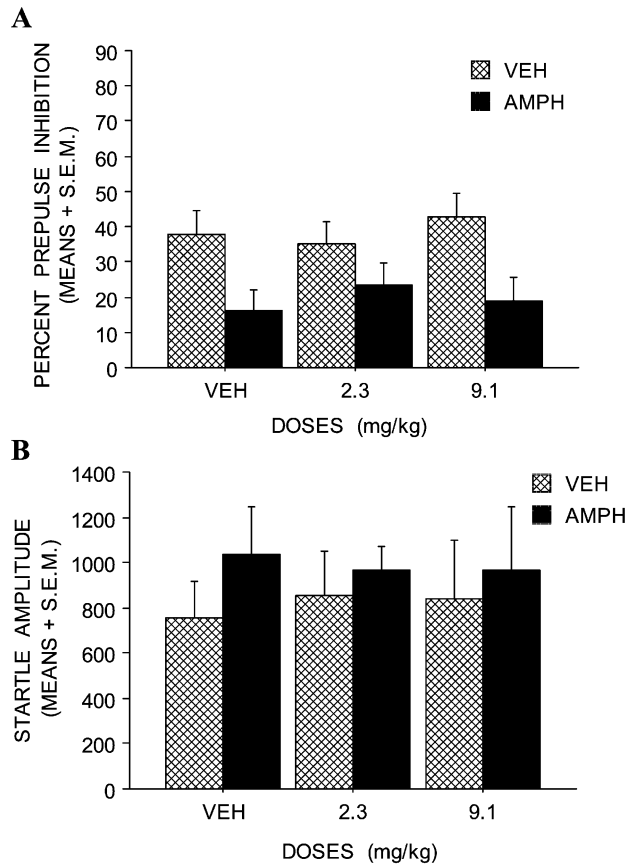 A
PERCENT PREPULSE INHIBITION
(MEANS + S.E.M.)
90
80
70
60
50
40
30
20
10
0
VEH
AMPH
VEH
2.3
9.1
DOSES (mg/kg)
B
STARTLE AMPLITUDE
(MEANS + S.E.M.)
1400
1200
1000
800
600
400
200
0
VEH
AMPH
VEH
2.3
9.1
DOSES (mg/kg)